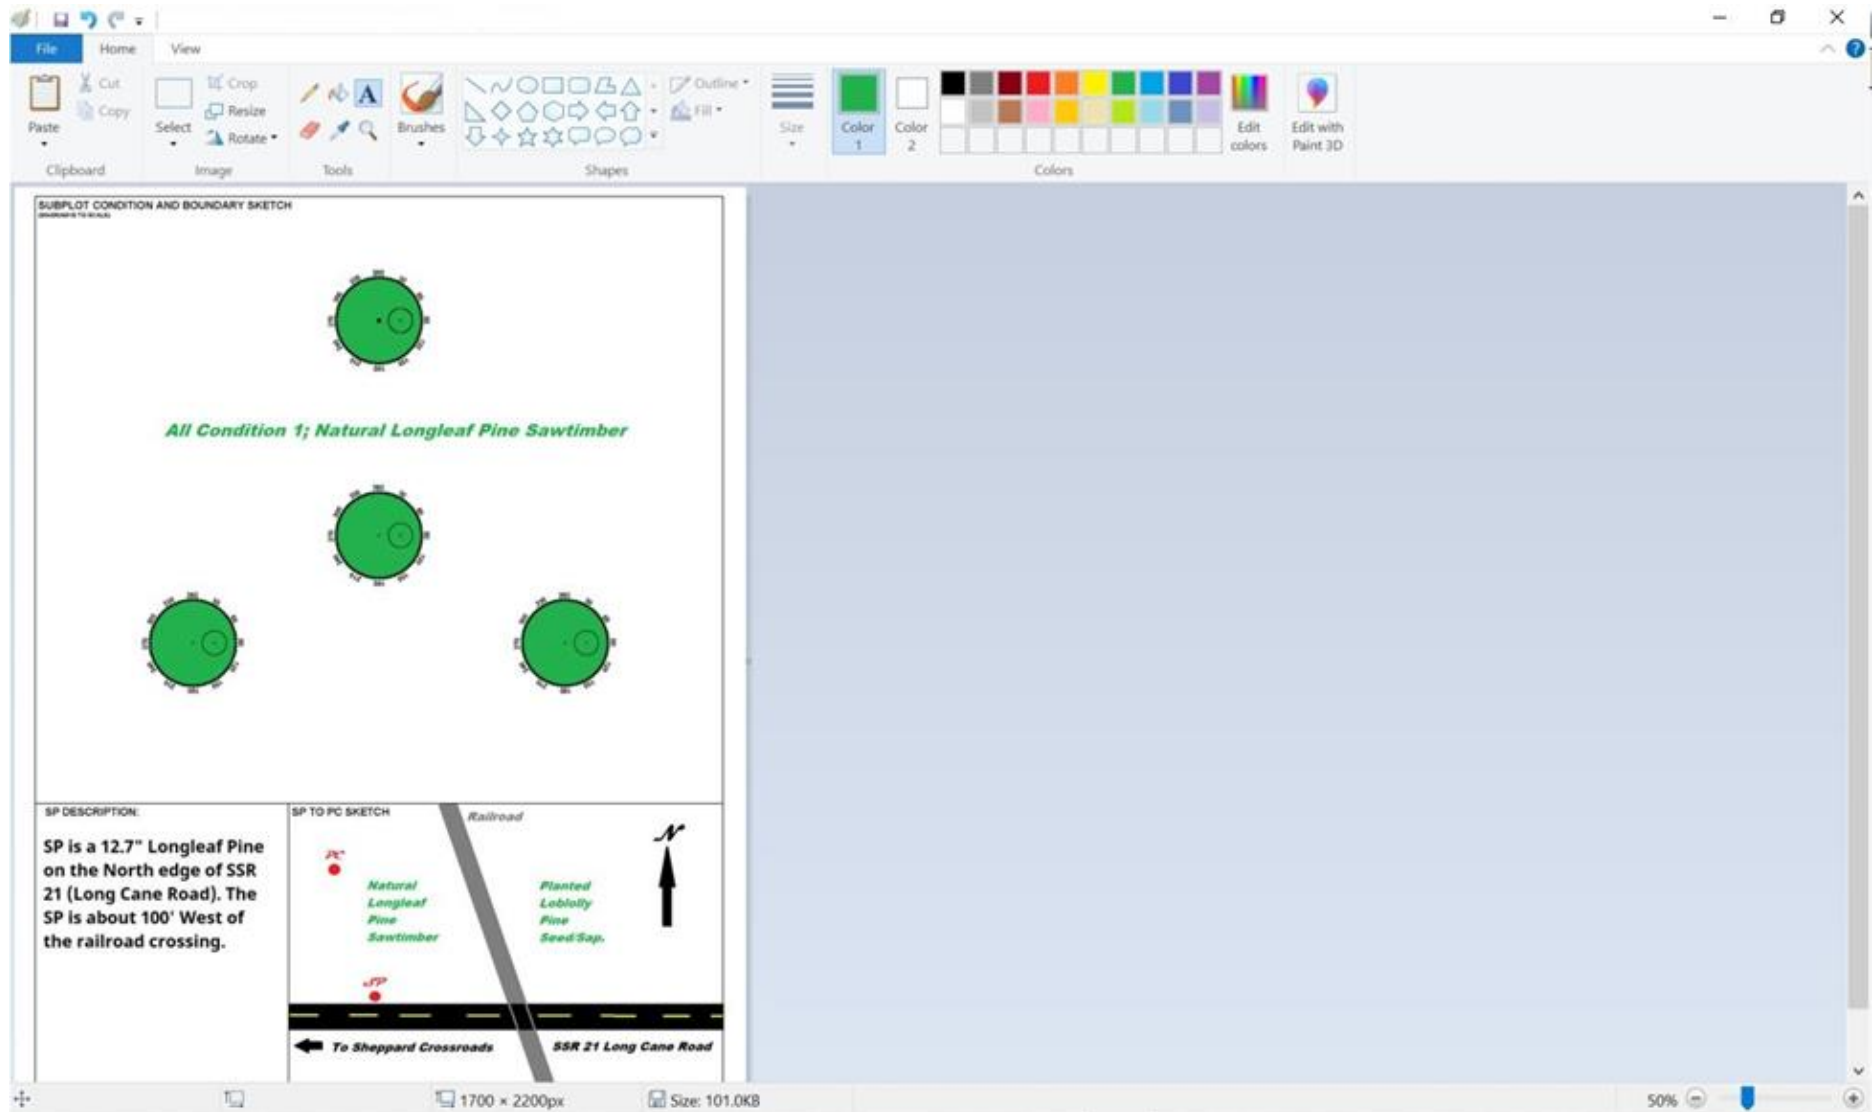 File
Home
View
Cut
Copy
Paste
Clipboard
Crop
Resize
Rotate
Select
Image
A
Tools
Brushes
Outline
Fill
Shapes
Size
Color
1
Color
2
Edit
colors
Edit with
Paint 3D
Colors
SUBPLOT CONDITION AND BOUNDARY SKETCH
All Condition 1; Natural Longleaf Pine Sawtimber
SP DESCRIPTION:
SP is a 12.7" Longleaf Pine
on the North edge of SSR
21 (Long Cane Road). The
SP is about 100' West of
the railroad crossing.
SP TO PC SKETCH
Railroad
N
PC
Natural
Longleaf
Pine
Sawtimber
Planted
Loblolly
Pine
Seed/Sap.
SP
To Sheppard Crossroads
SSR 21 Long Cane Road
1700 × 2200px
Size: 101.0KB
50%